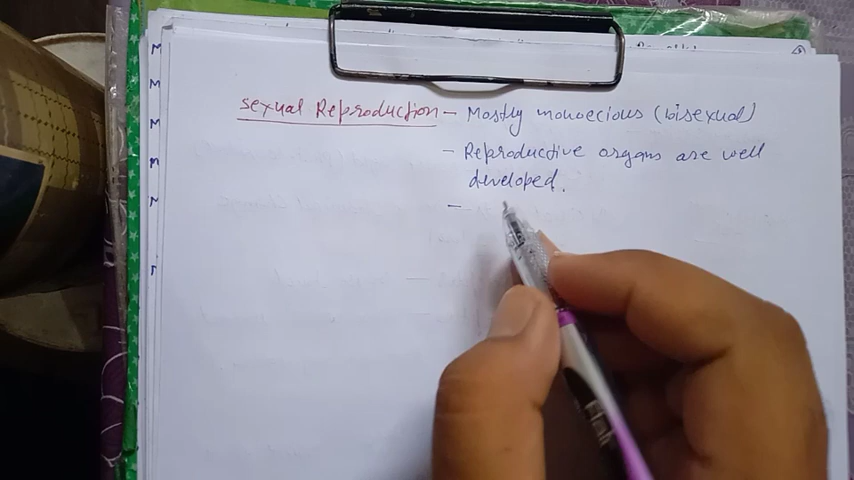 Sexual Reproduction – Mostly monoecious (bisexual)
– Reproductive organs are well
developed.
–